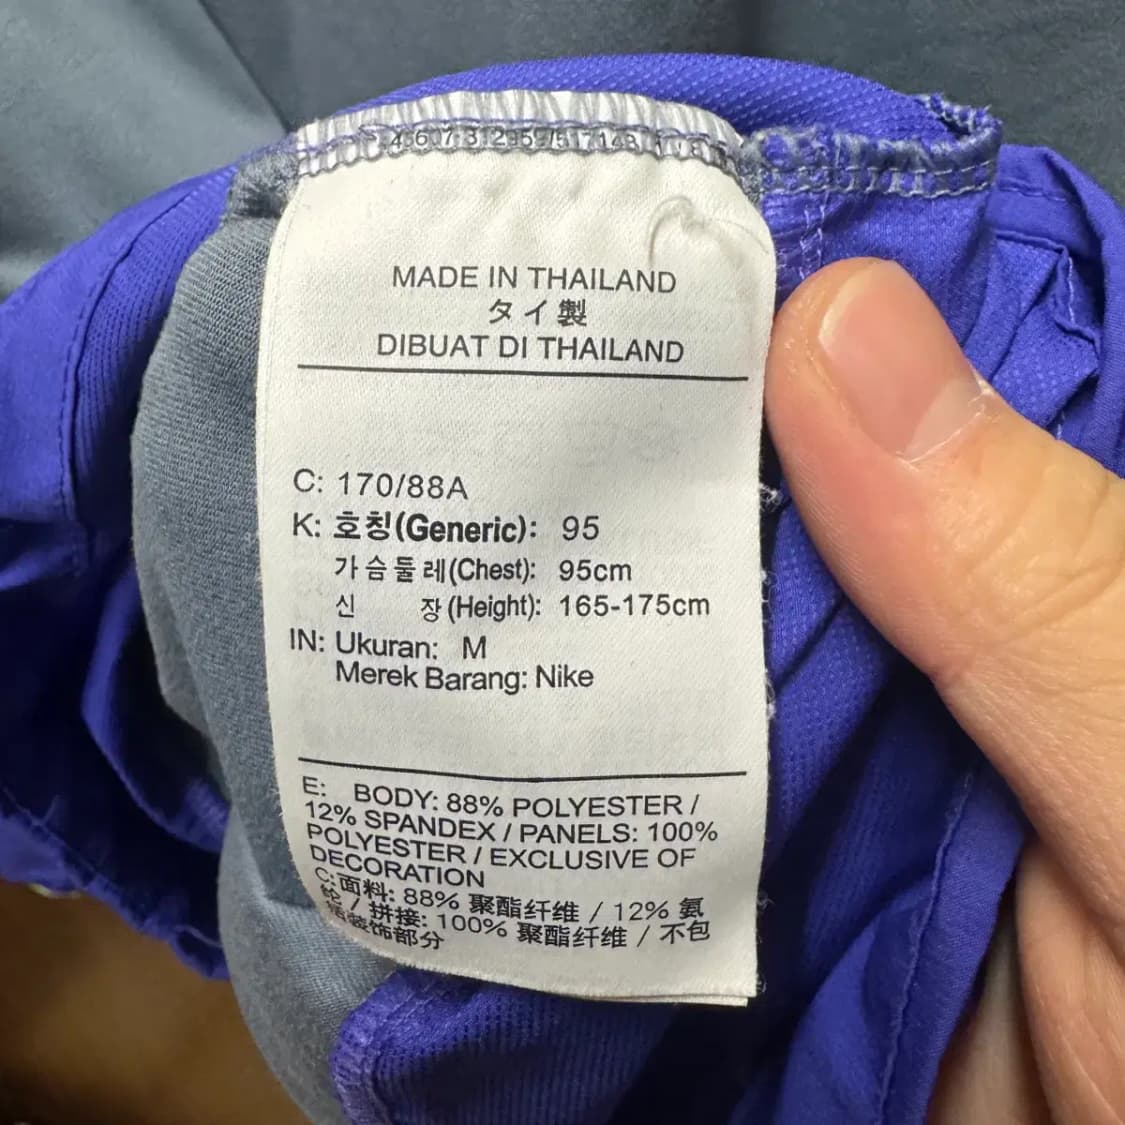 MADE IN THAILAND
タイ製
DIBUAT DI THAILAND
C: 170/88A
K: 호칭(Generic): 95
가슴둘레(Chest): 95cm
신 장(Height): 165-175cm
IN: Ukuran: M
Merek Barang: Nike
E: BODY: 88% POLYESTER /
12% SPANDEX / PANELS: 100%
POLYESTER / EXCLUSIVE OF
DECORATION
C:面料: 88% 聚酯纤维 / 12% 氨
纶 / 拼接: 100% 聚酯纤维 / 不包
括装饰部分